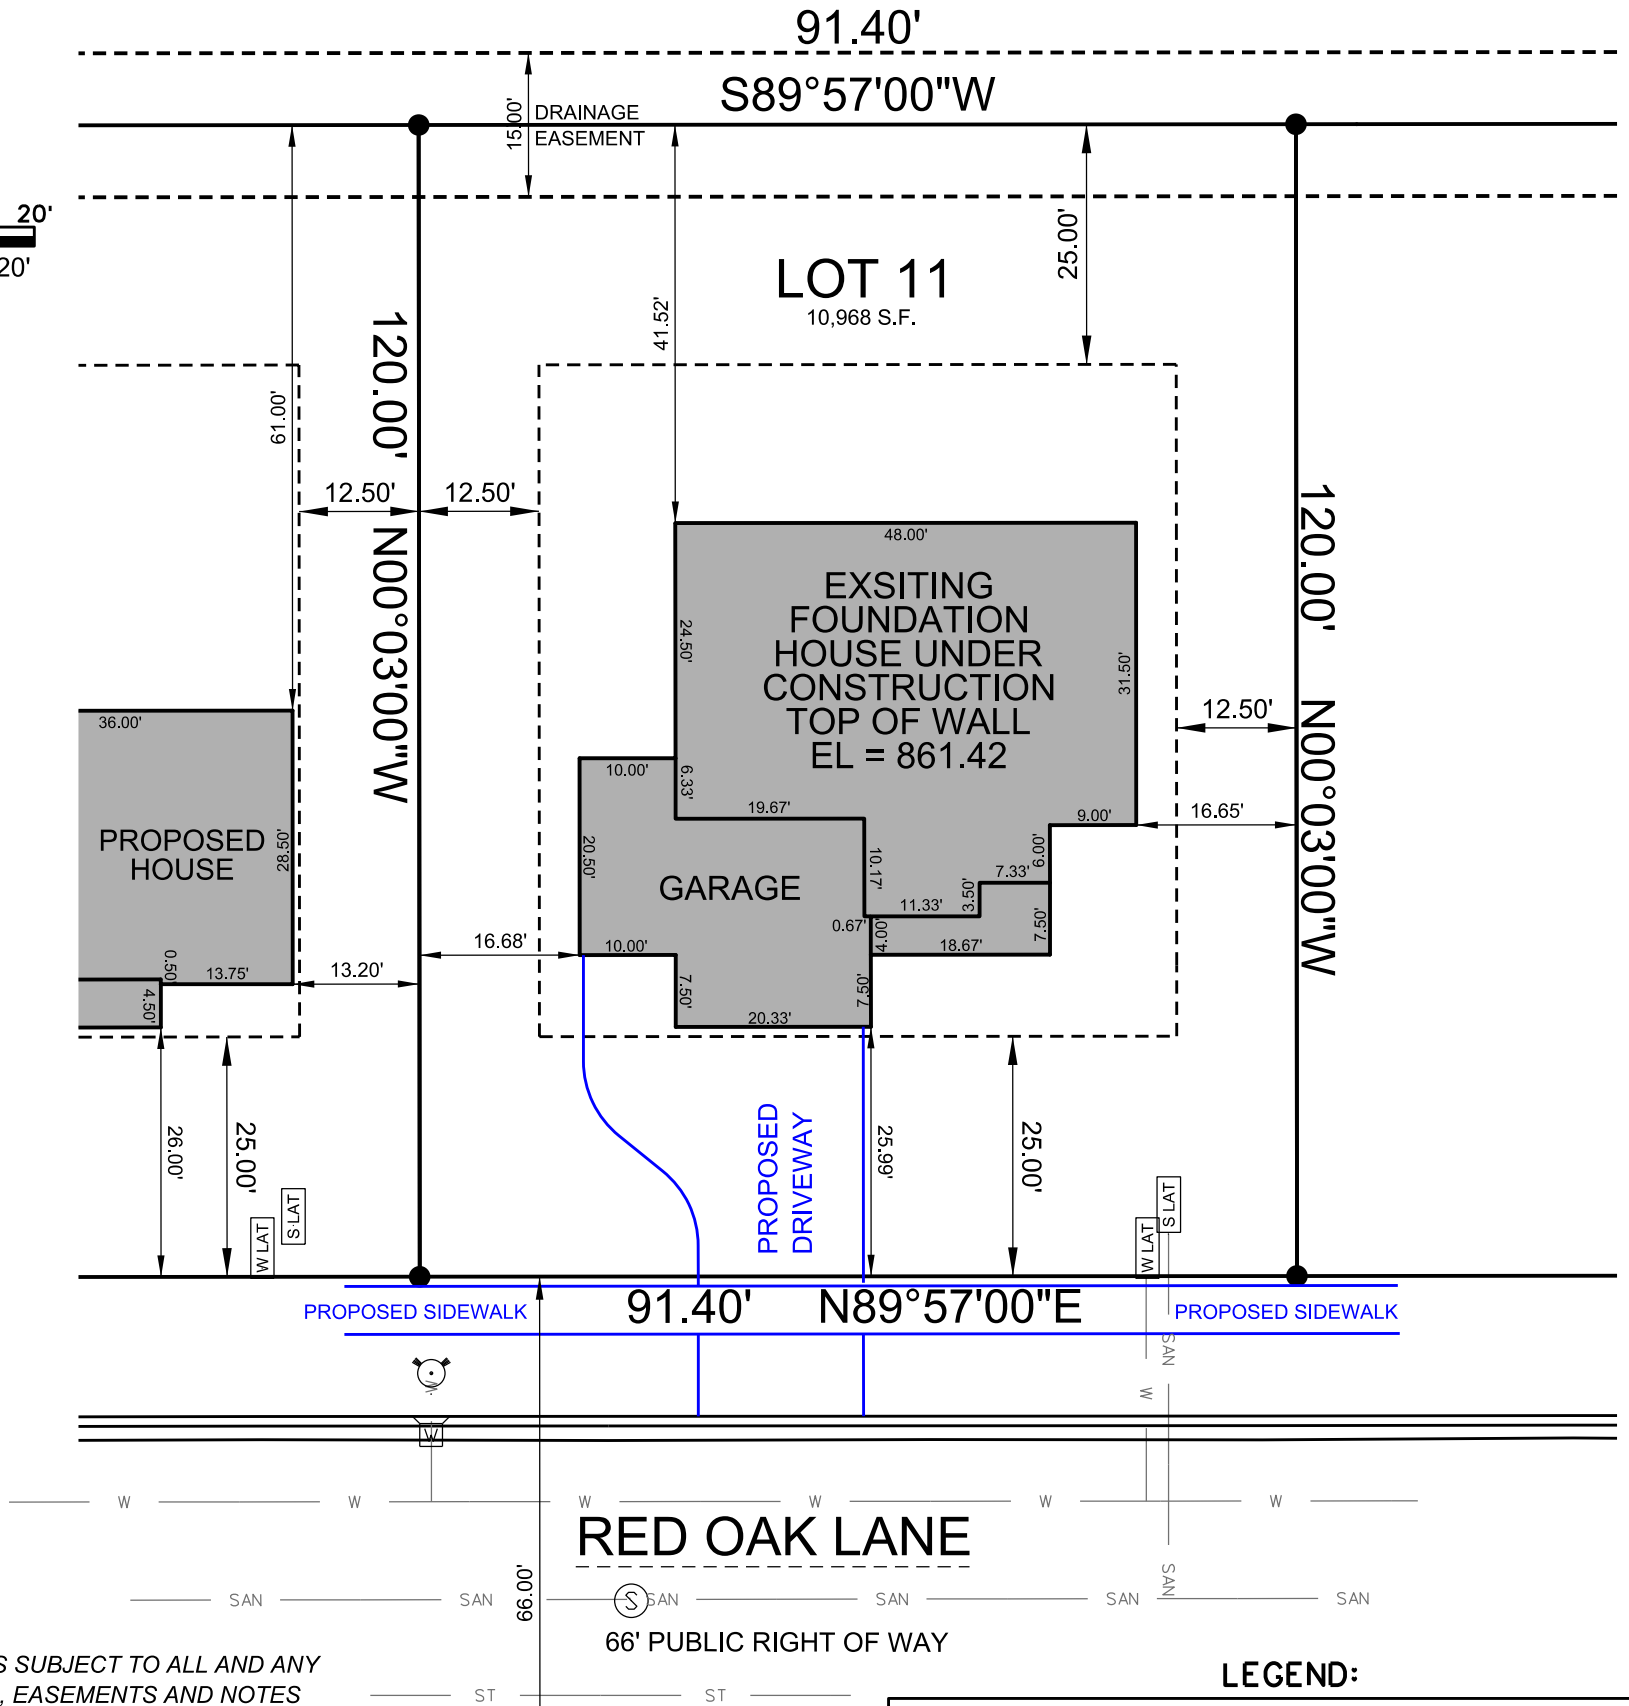 91.40'
S89°57'00"W
15.00'
DRAINAGE
EASEMENT
20'
20'
LOT 11
10,968 S.F.
25.00'
41.52'
61.00'
120.00' N00°03'00"W
120.00' N00°03'00"W
12.50'
12.50'
48.00'
EXSITING
FOUNDATION
HOUSE UNDER
CONSTRUCTION
TOP OF WALL
EL = 861.42
24.50'
31.50'
12.50'
36.00'
10.00'
6.33'
19.67'
9.00'
16.65'
PROPOSED
HOUSE
28.50'
20.50'
GARAGE
10.17'
6.00'
7.33'
3.50'
11.33'
0.67'
4.00'
18.67'
7.50'
16.68'
10.00'
0.50'
13.75'
13.20'
4.50'
7.50'
7.50'
20.33'
26.00'
25.00'
PROPOSED
DRIVEWAY
25.99'
25.00'
W LAT
S LAT
W LAT
S LAT
PROPOSED SIDEWALK
91.40' N89°57'00"E
PROPOSED SIDEWALK
W
SAN
W
W
W W W W W W
RED OAK LANE
66.00'
SAN
SAN SAN S SAN SAN SAN SAN
66' PUBLIC RIGHT OF WAY
S SUBJECT TO ALL AND ANY
, EASEMENTS AND NOTES
ST ST
LEGEND: